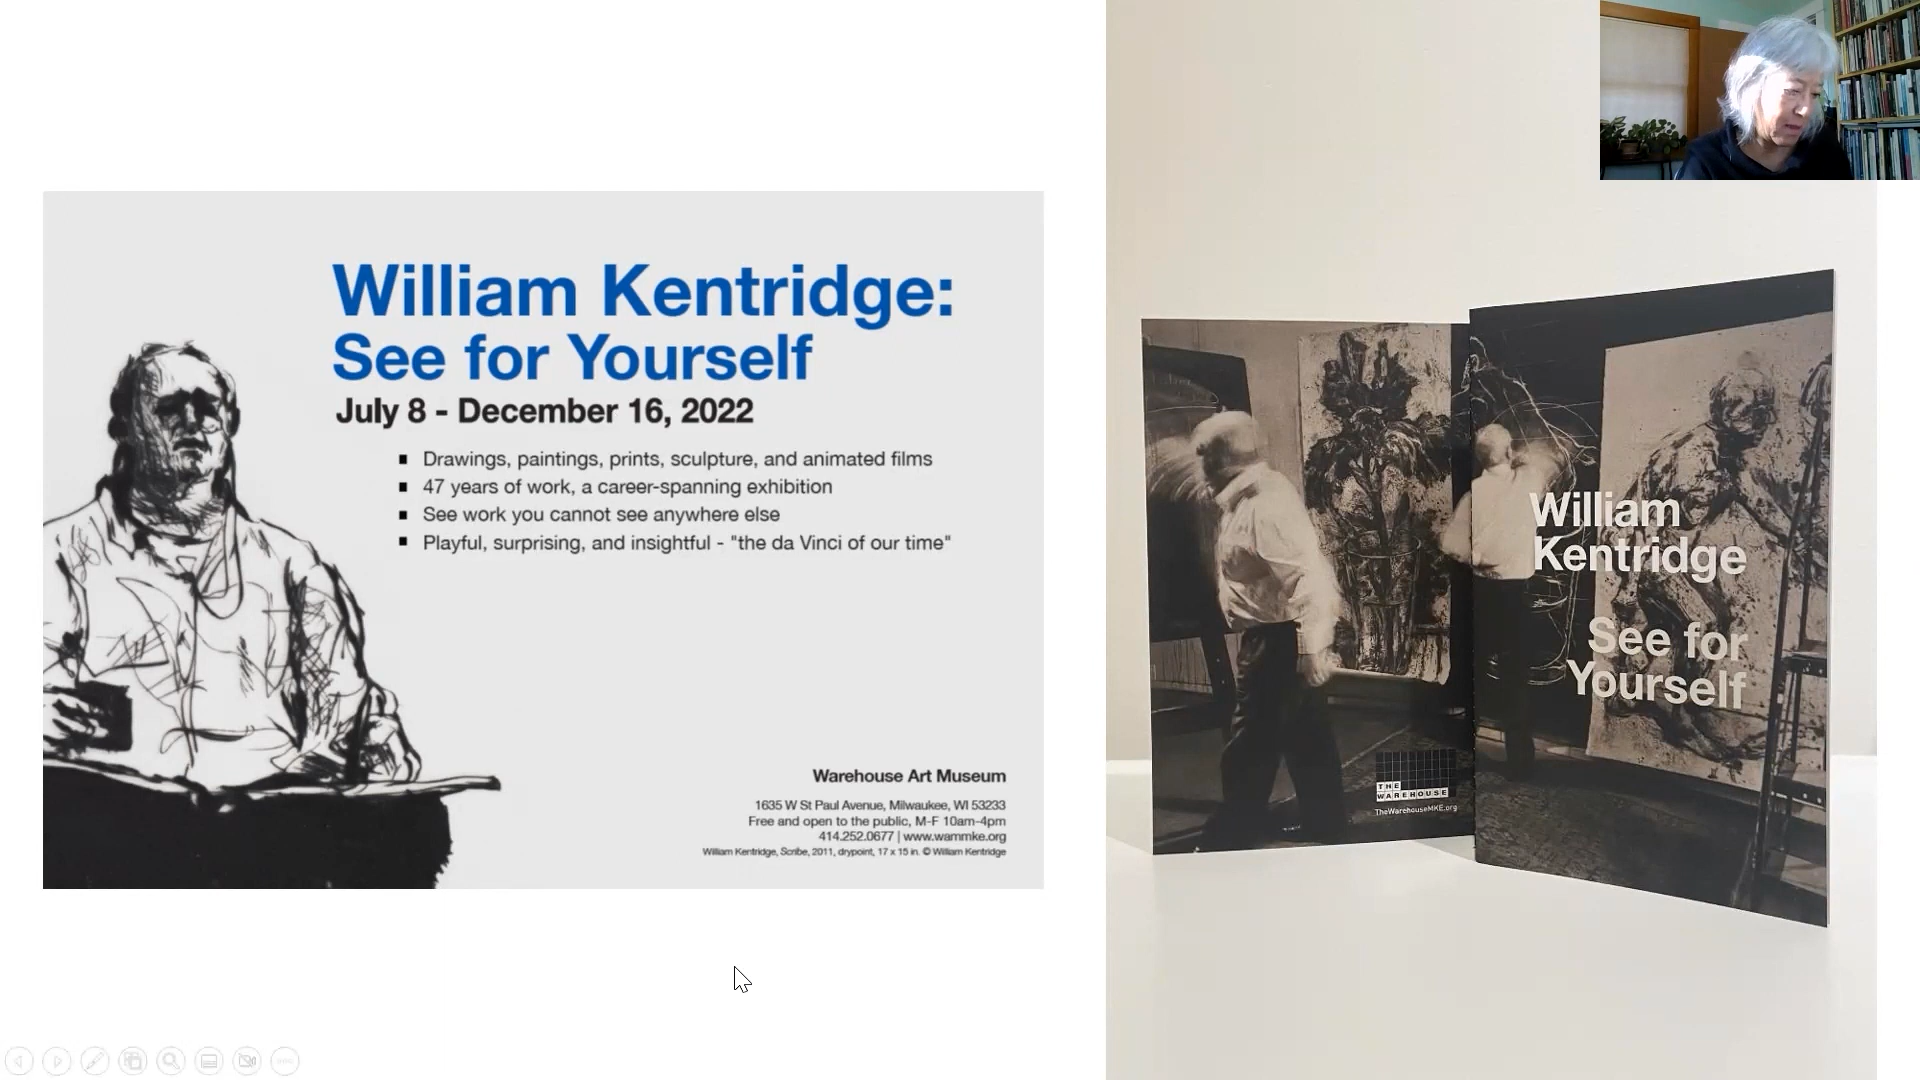 William Kentridge:
See for Yourself
July 8 - December 16, 2022
Drawings, paintings, prints, sculpture, and animated films
47 years of work, a career-spanning exhibition
See work you cannot see anywhere else
Playful, surprising, and insightful - "the da Vinci of our time"
Warehouse Art Museum
1635 W St Paul Avenue, Milwaukee, WI 53233
Free and open to the public, M-F 10am-4pm
414.252.0677 | www.wammke.org
William Kentridge, Scribe, 2011, drypoint, 17 x 15 in. © William Kentridge
William
Kentridge
See for
Yourself
THE
WAREHOUSE
TheWarehouseMKE.org